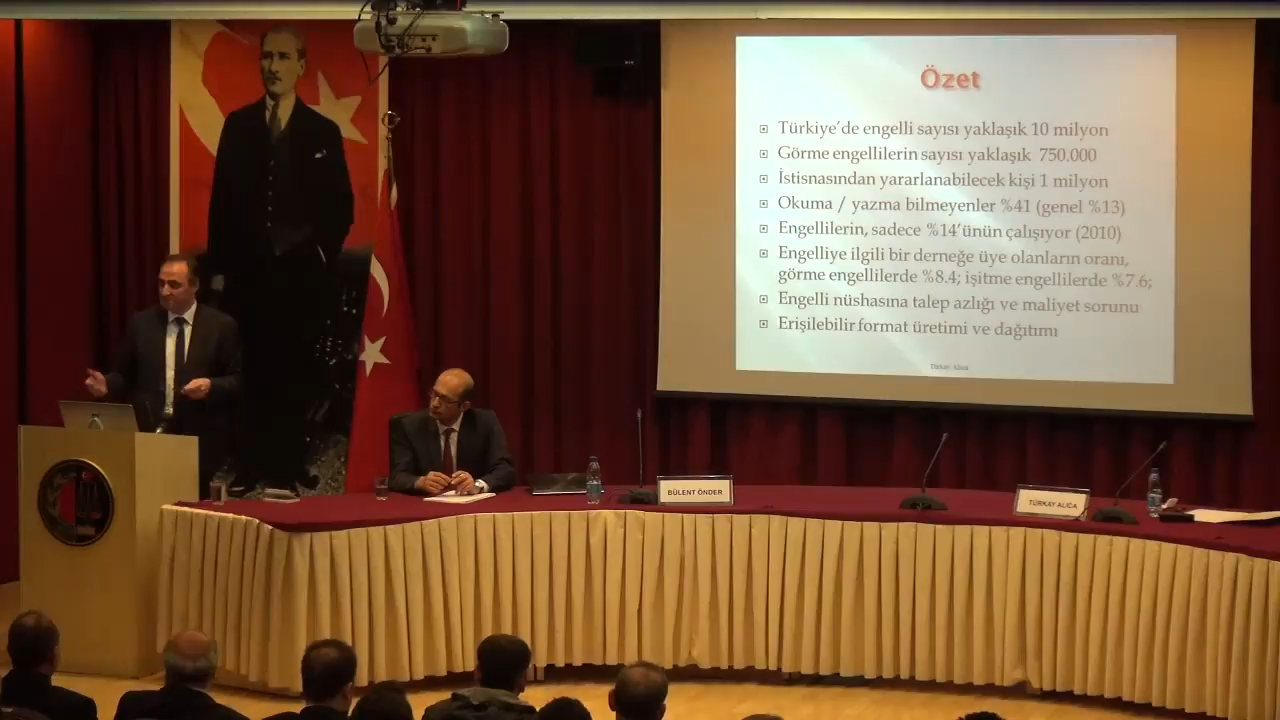 Özet
Türkiye'de engelli sayısı yaklaşık 10 milyon
Görme engellilerin sayısı yaklaşık 750.000
İstisnasından yararlanabilecek kişi 1 milyon
Okuma / yazma bilmeyenler %41 (genel %13)
Engellilerin, sadece %14'ünün çalışıyor (2010)
Engelliye ilgili bir derneğe üye olanların oranı,
görme engellilerde %8.4; işitme engellilerde %7.6;
Engelli nüshasına talep azlığı ve maliyet sorunu
Erişilebilir format üretimi ve dağıtımı
Türkay Alıca
BÜLENT ÖNDER
TÜRKAY ALICA